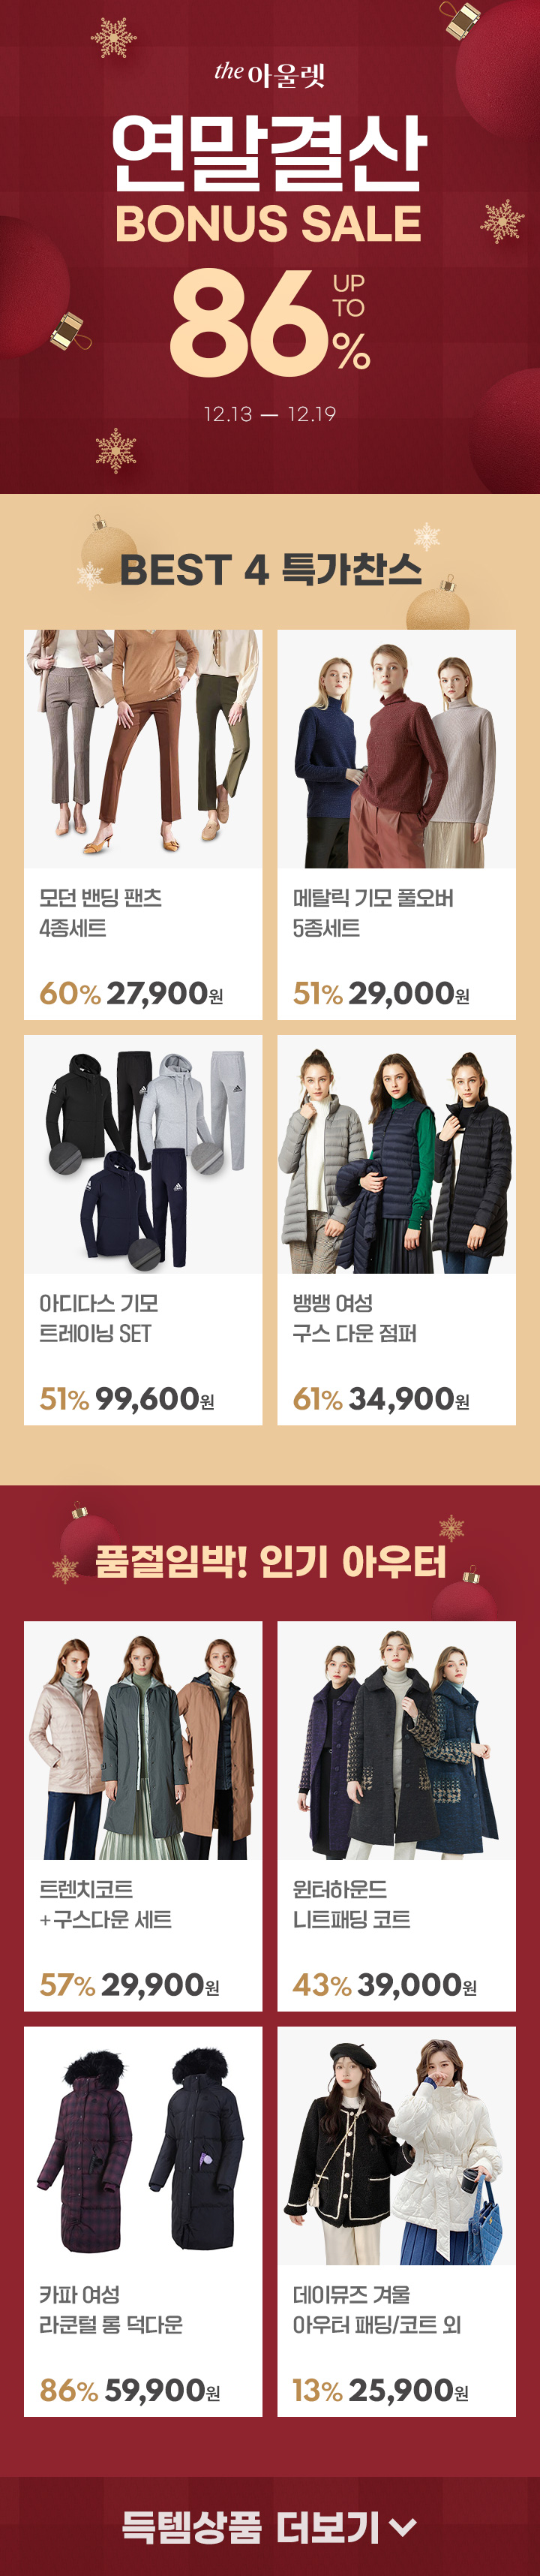 the 아울렛
연말결산
BONUS SALE
86% UP TO
12.13 — 12.19
BEST 4 특가찬스
모던 밴딩 팬츠
4종세트
60% 27,900원
메탈릭 기모 풀오버
5종세트
51% 29,000원
아디다스 기모
트레이닝 SET
51% 99,600원
뱅뱅 여성
구스 다운 점퍼
61% 34,900원
품절임박! 인기 아우터
트렌치코트
+구스다운 세트
57% 29,900원
윈터하운드
니트패딩 코트
43% 39,000원
카파 여성
라쿤털 롱 덕다운
86% 59,900원
데이뮤즈 겨울
아우터 패딩/코트 외
13% 25,900원
득템상품 더보기